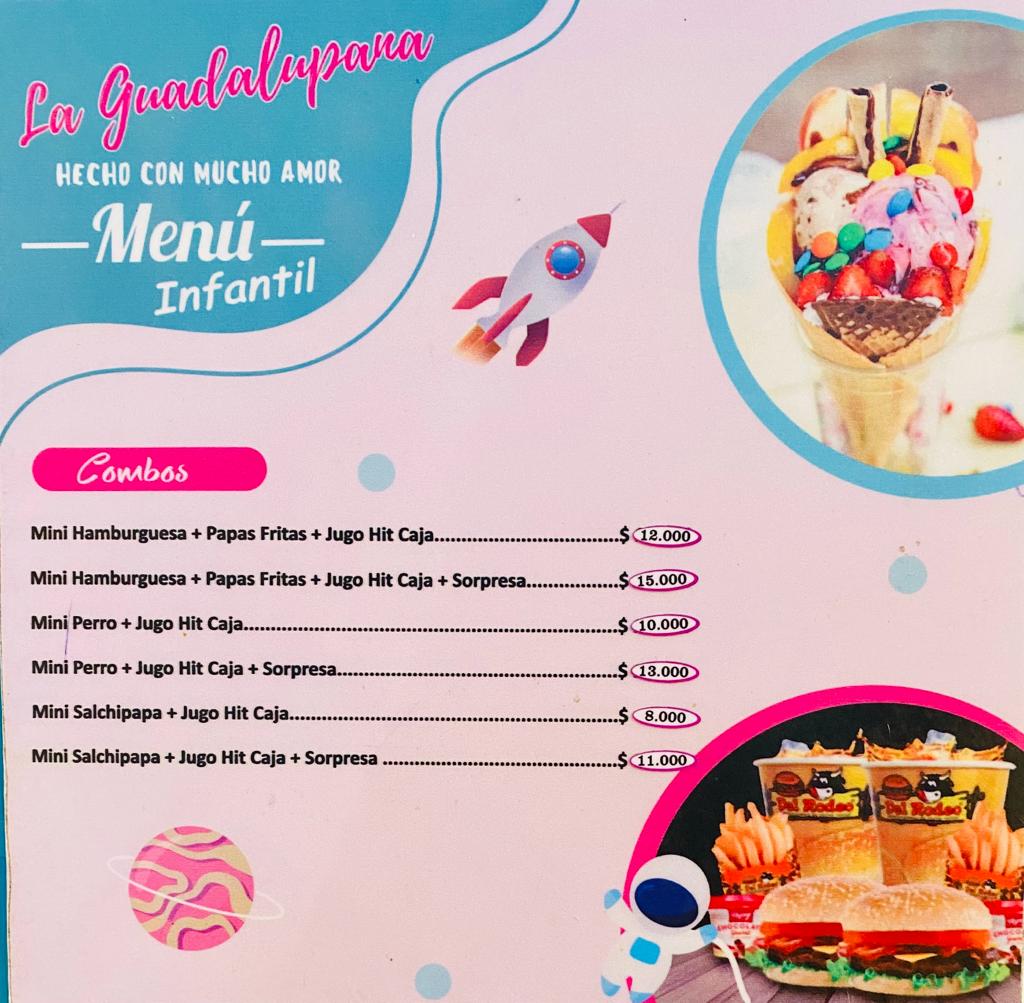 La Guadalupana
HECHO CON MUCHO AMOR
Menú
Infantil
Combos
Mini Hamburguesa + Papas Fritas + Jugo Hit Caja..................................$ 12.000
Mini Hamburguesa + Papas Fritas + Jugo Hit Caja + Sorpresa.................$ 15.000
Mini Perro + Jugo Hit Caja.....................................................................$ 10.000
Mini Perro + Jugo Hit Caja + Sorpresa....................................................$ 13.000
Mini Salchipapa + Jugo Hit Caja.............................................................$ 8.000
Mini Salchipapa + Jugo Hit Caja + Sorpresa ...........................................$ 11.000
Del Rodeo
Del Rodeo